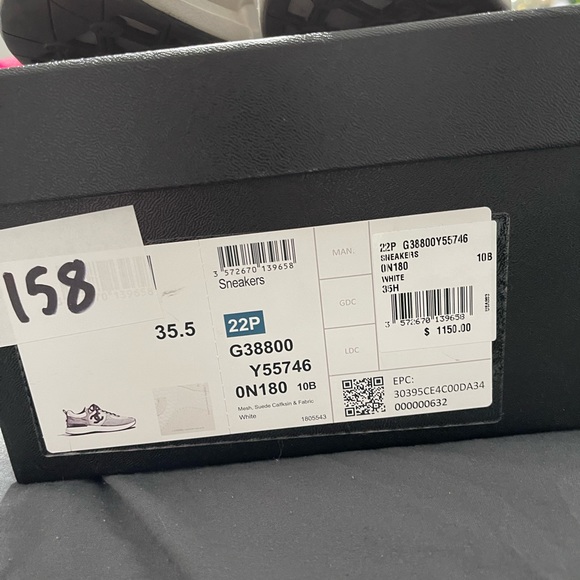 158
35.5
3 572670 139658
Sneakers
22P
G38800
Y55746
0N180 10B
Mesh, Suede Calfskin & Fabric
White 1805543
MAN.
GDC
LDC
22P G38800Y55746
SNEAKERS
0N180 10B
WHITE
35H
3 572670 139658
$ 1150.00
EPC:
30395CE4C00DA34
000000632